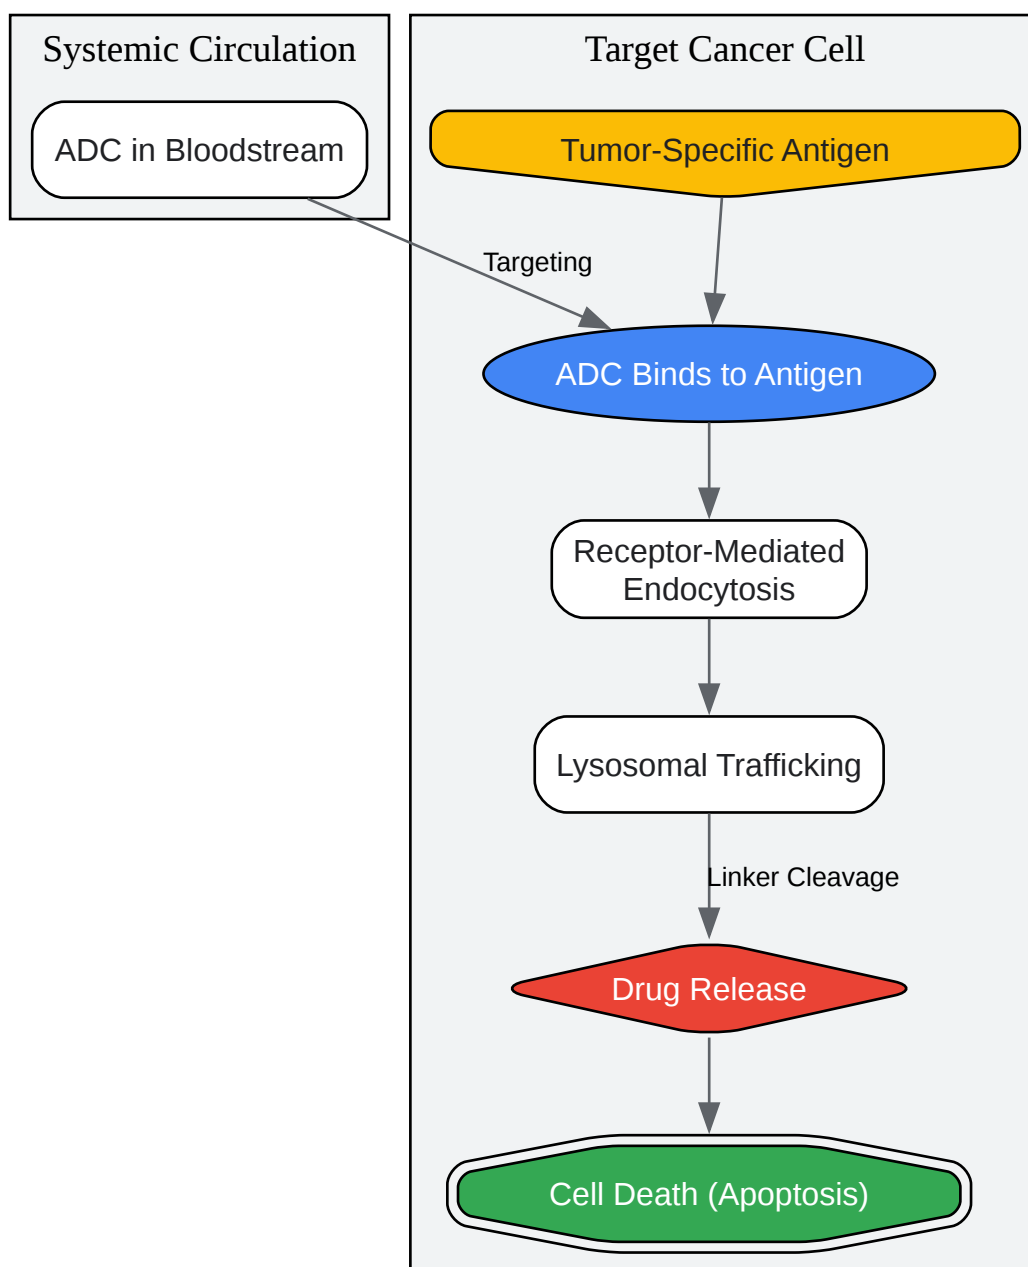 Systemic Circulation
ADC in Bloodstream
Target Cancer Cell
Tumor-Specific Antigen
Targeting
ADC Binds to Antigen
Receptor-Mediated
Endocytosis
Lysosomal Trafficking
Linker Cleavage
Drug Release
Cell Death (Apoptosis)